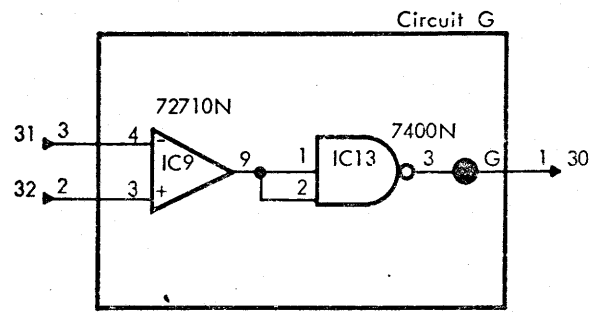 Circuit G
72710N
7400N
31 3 4 - IC9 9 1 IC13 3 G 1 30
2
32 2 3 +